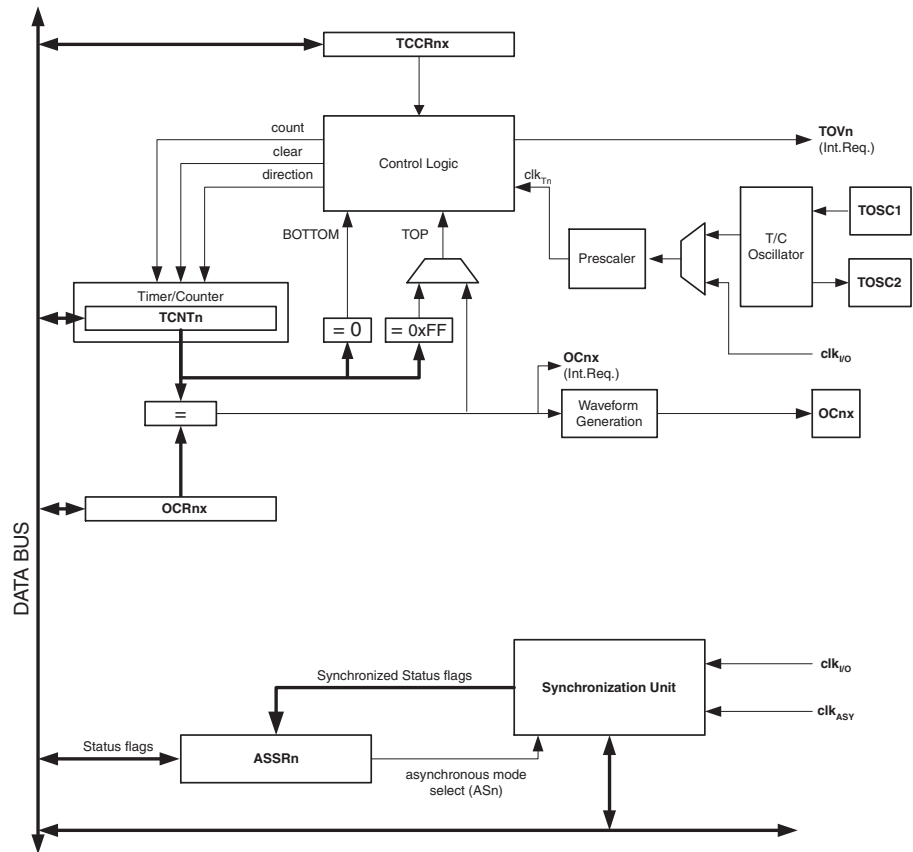 TCCRnx
count
clear
direction
Control Logic
TOVn
(Int.Req.)
clkTn
BOTTOM
TOP
Prescaler
T/C
Oscillator
TOSC1
TOSC2
clkI/O
Timer/Counter
TCNTn
= 0
= 0xFF
OCnx
(Int.Req.)
=
Waveform
Generation
OCnx
OCRnx
DATA BUS
Synchronized Status flags
Synchronization Unit
clkI/O
clkASY
Status flags
ASSRn
asynchronous mode
select (ASn)